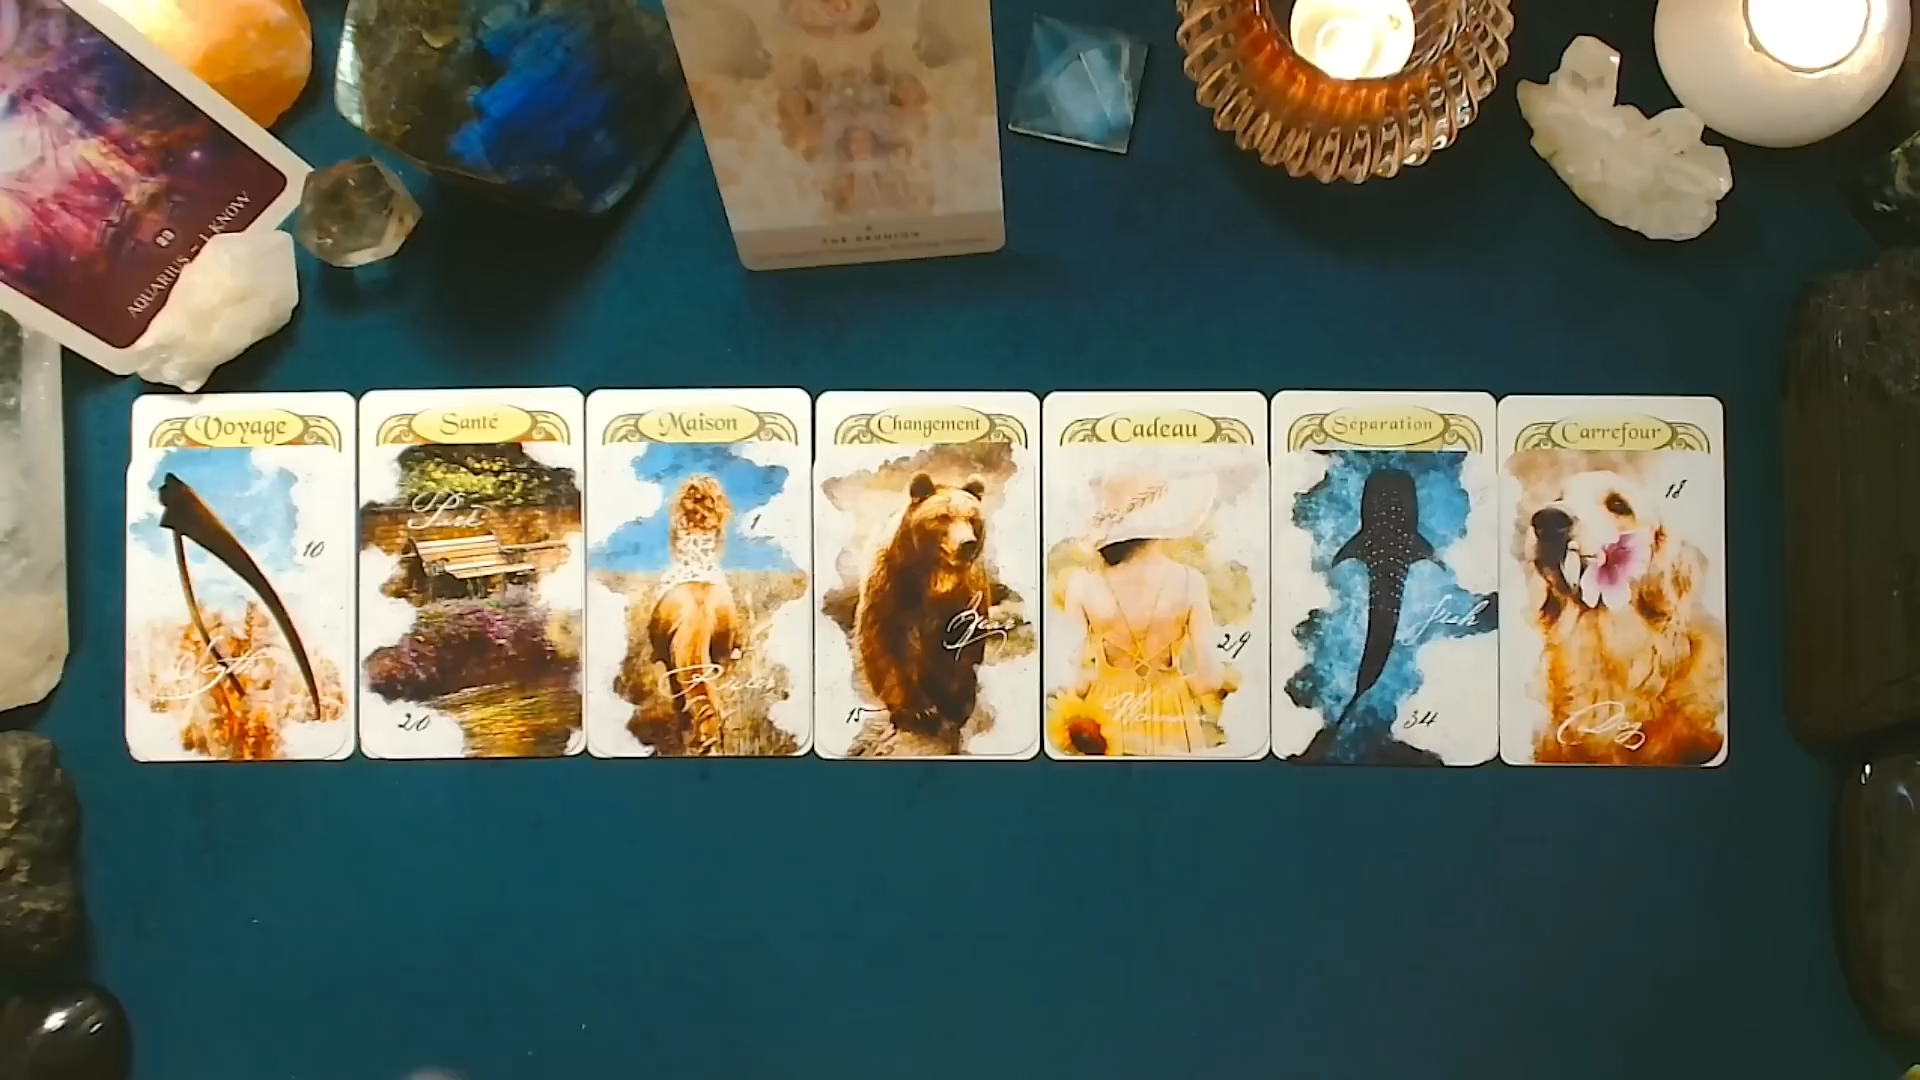 AQUARIUS - I KNOW
THE REUNION
Voyage
10
Santé
Park
20
Maison
1
Changement
Bear
15
Cadeau
29
Woman
Séparation
Fish
34
Carrefour
18
Dog